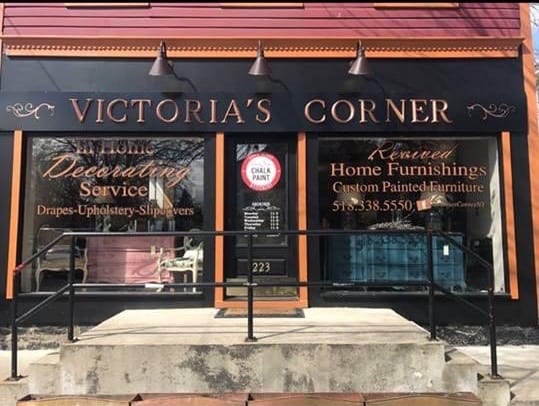 VICTORIA'S CORNER
In Home
Decorating
Service
Drapes-Upholstery-Slipcovers
CHALK
PAINT
HOURS
223
Revived
Home Furnishings
Custom Painted Furniture
518.338.5550